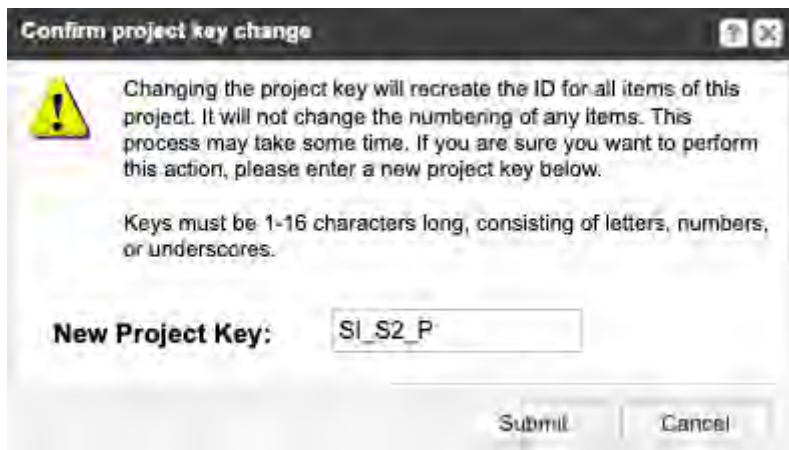 Confirm project key change
Changing the project key will recreate the ID for all items of this
project. It will not change the numbering of any items. This
process may take some time. If you are sure you want to perform
this action, please enter a new project key below.
Keys must be 1-16 characters long, consisting of letters, numbers,
or underscores.
New Project Key: SI_S2_P
Submit Cancel